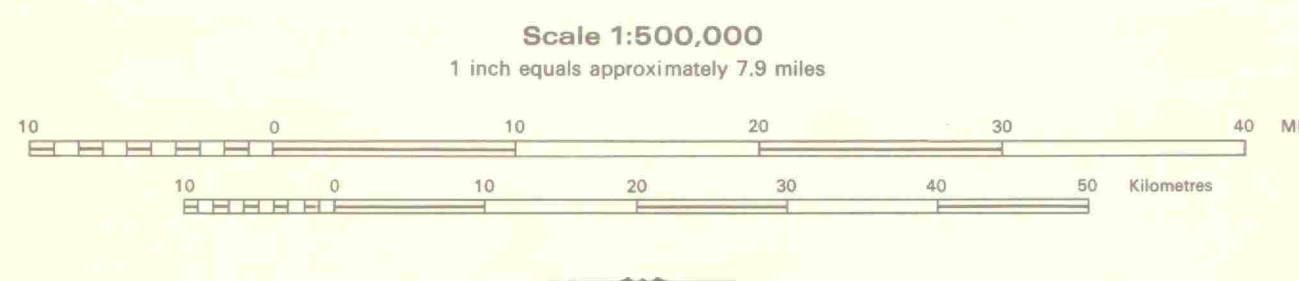 Scale 1:500,000
1 inch equals approximately 7.9 miles
10 0 10 20 30 40
10 0 10 20 30 40 50 Kilometres